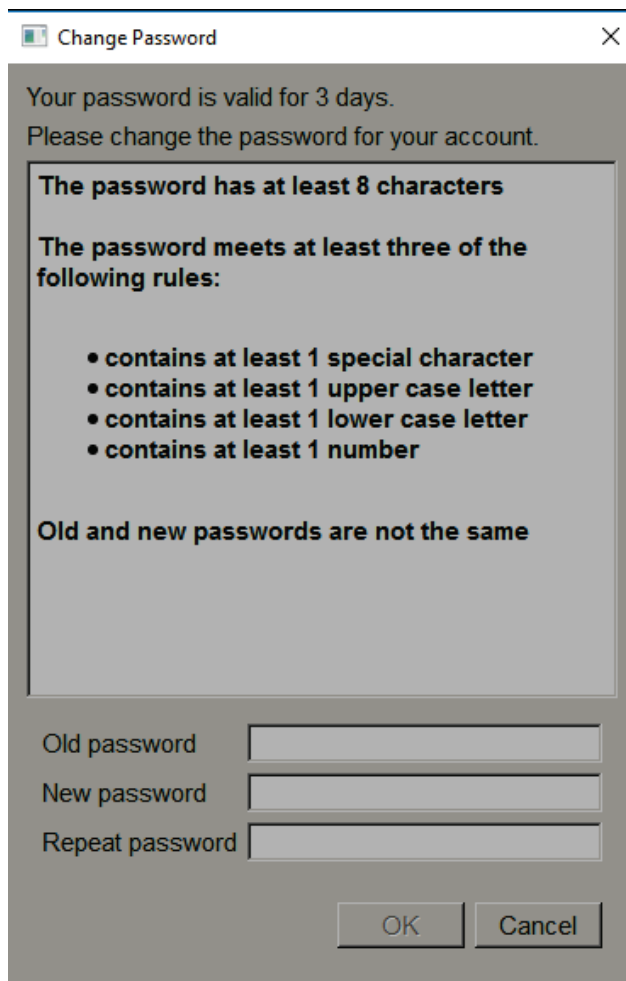 Change Password
Your password is valid for 3 days.
Please change the password for your account.
The password has at least 8 characters
The password meets at least three of the
following rules:
• contains at least 1 special character
• contains at least 1 upper case letter
• contains at least 1 lower case letter
• contains at least 1 number
Old and new passwords are not the same
Old password
New password
Repeat password
OK Cancel